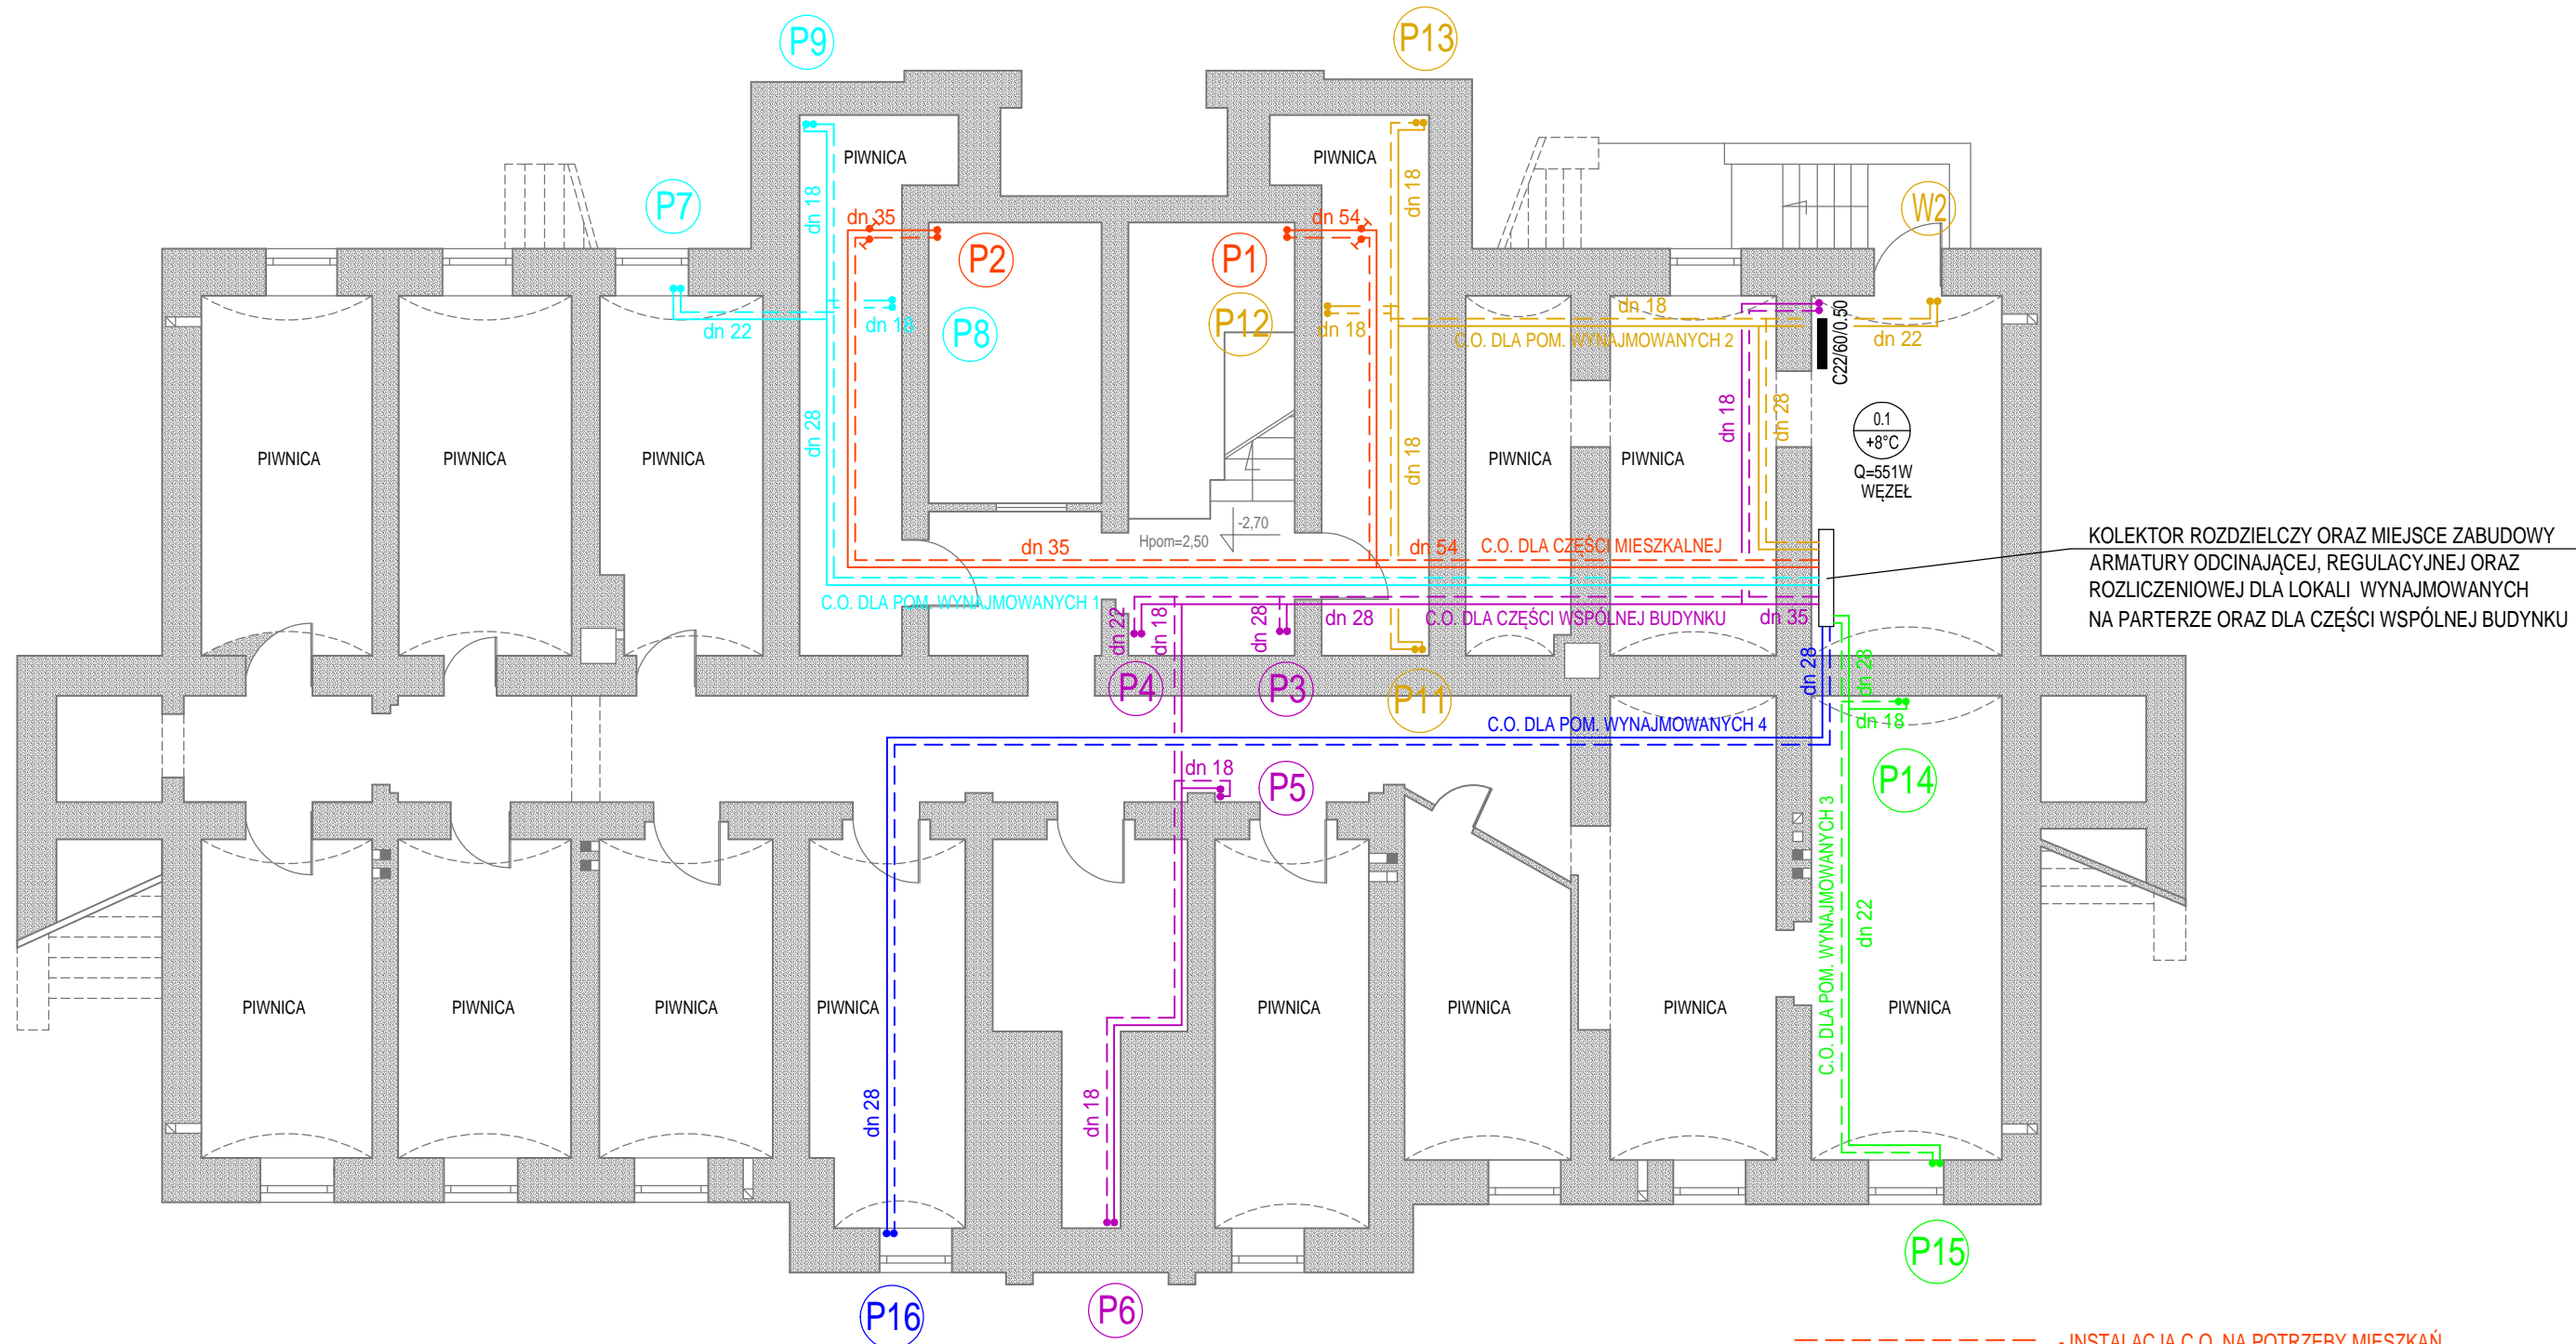 P9
P13
PIWNICA
PIWNICA
dn 18
dn 18
P7
W2
dn 35
dn 54
P2
P1
dn 22
dn 18
P8
P12
dn 18
dn 18
C.O. DLA POM. WYNAJMOWANYCH 2
dn 22
C22/60/0.50
dn 28
dn 18
dn 18
dn 28
0.1
+8°C
Q=551W
WĘZEŁ
PIWNICA
PIWNICA
PIWNICA
PIWNICA
PIWNICA
-2,70
Hpom=2,50
dn 35
dn 54
C.O. DLA CZĘŚCI MIESZKALNEJ
KOLEKTOR ROZDZIELCZY ORAZ MIEJSCE ZABUDOWY
ARMATURY ODCINAJĄCEJ, REGULACYJNEJ ORAZ
ROZLICZENIOWEJ DLA LOKALI WYNAJMOWANYCH
NA PARTERZE ORAZ DLA CZĘŚCI WSPÓLNEJ BUDYNKU
C.O. DLA POM. WYNAJMOWANYCH 1
dn 22
dn 18
dn 28
dn 28
C.O. DLA CZĘŚCI WSPÓLNEJ BUDYNKU
dn 35
P4
P3
P11
dn 28
dn 28
C.O. DLA POM. WYNAJMOWANYCH 4
dn 18
dn 18
P5
P14
C.O. DLA POM. WYNAJMOWANYCH 3
dn 22
PIWNICA
PIWNICA
PIWNICA
PIWNICA
PIWNICA
PIWNICA
PIWNICA
PIWNICA
dn 28
dn 18
P15
P16
P6
- INSTALACJA C.O. NA POTRZEBY MIESZKAŃ